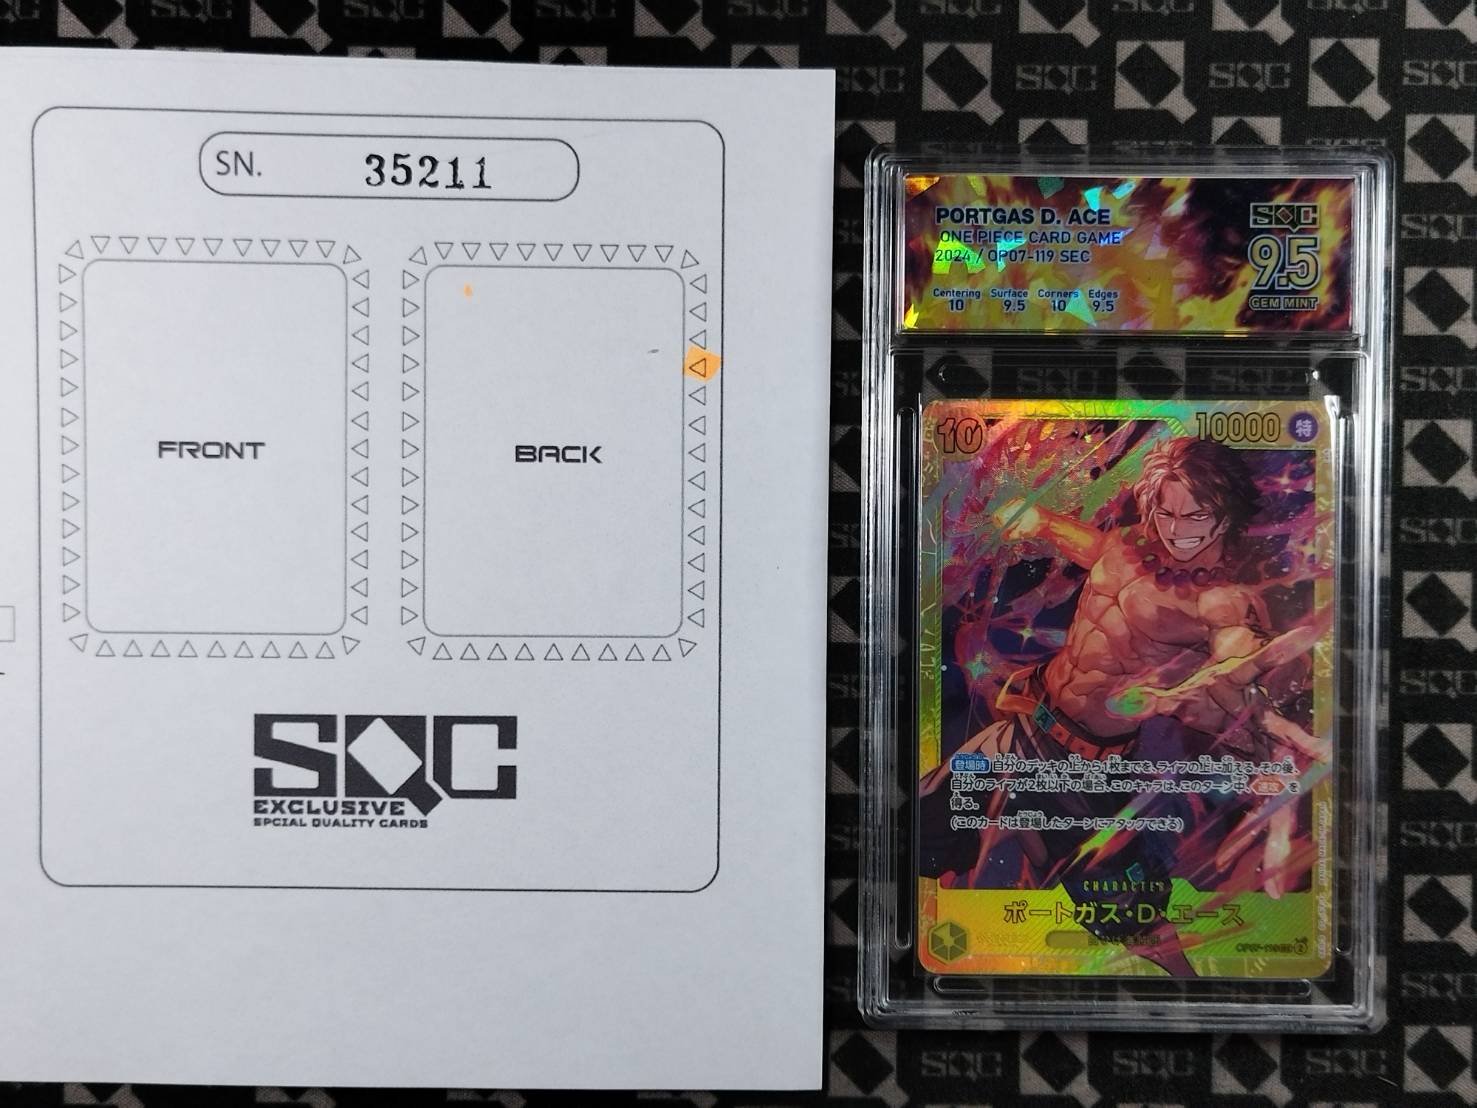 SN. 35211
FRONT
BACK
SQC
EXCLUSIVE
SPCIAL QUALITY CARDS
PORTGAS D. ACE
ONE PIECE CARD GAME
2024 / OP07-119 SEC
SQC
9.5
GEM MINT
Centering Surface Corners Edges
10 9.5 10 9.5
10
10000 特
登場時 自分のデッキの上から1枚までを、ライフの上に加える。その後、
自分のライフが2枚以下の場合、このキャラは、このターン中、速攻 を
得る。
(このカードは登場したターンにアタックできる)
CHARACTER
ポートガス・D・エース
OP07-119